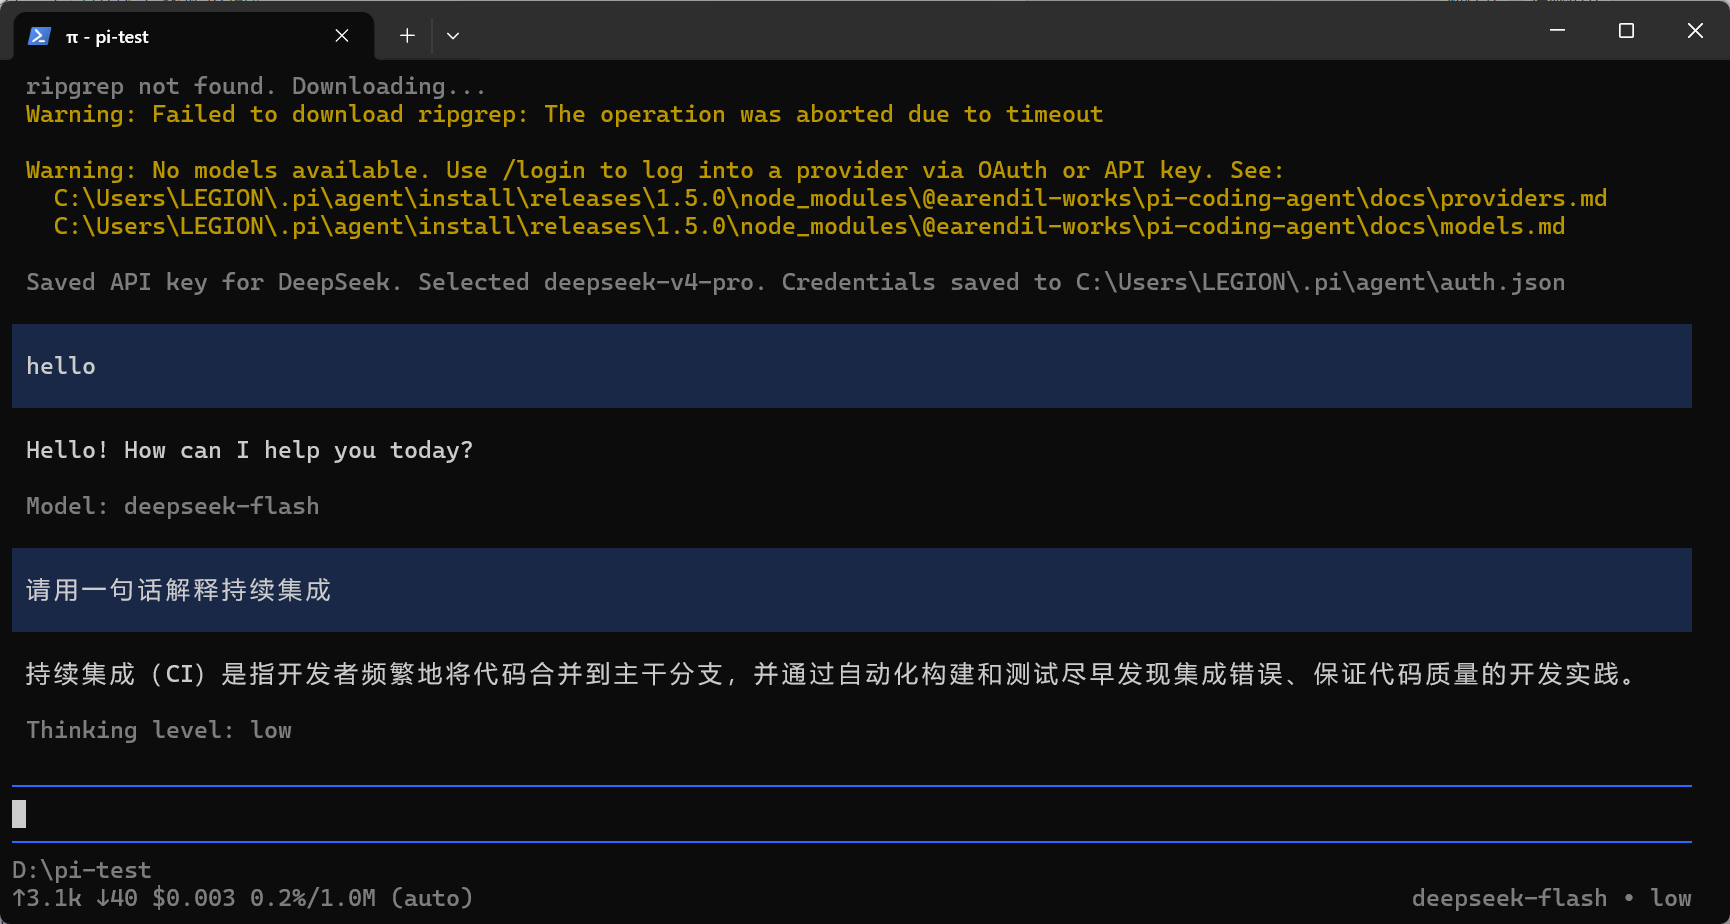 π - pi-test
ripgrep not found. Downloading...
Warning: Failed to download ripgrep: The operation was aborted due to timeout
Warning: No models available. Use /login to log into a provider via OAuth or API key. See:
C:\Users\LEGION\.pi\agent\install\releases\1.5.0\node_modules\@earendil-works\pi-coding-agent\docs\providers.md
C:\Users\LEGION\.pi\agent\install\releases\1.5.0\node_modules\@earendil-works\pi-coding-agent\docs\models.md
Saved API key for DeepSeek. Selected deepseek-v4-pro. Credentials saved to C:\Users\LEGION\.pi\agent\auth.json
hello
Hello! How can I help you today?
Model: deepseek-flash
请用一句话解释持续集成
持续集成（CI）是指开发者频繁地将代码合并到主干分支，并通过自动化构建和测试尽早发现集成错误、保证代码质量的开发实践。
Thinking level: low
D:\pi-test
↑3.1k ↓40 $0.003 0.2%/1.0M (auto) deepseek-flash • low